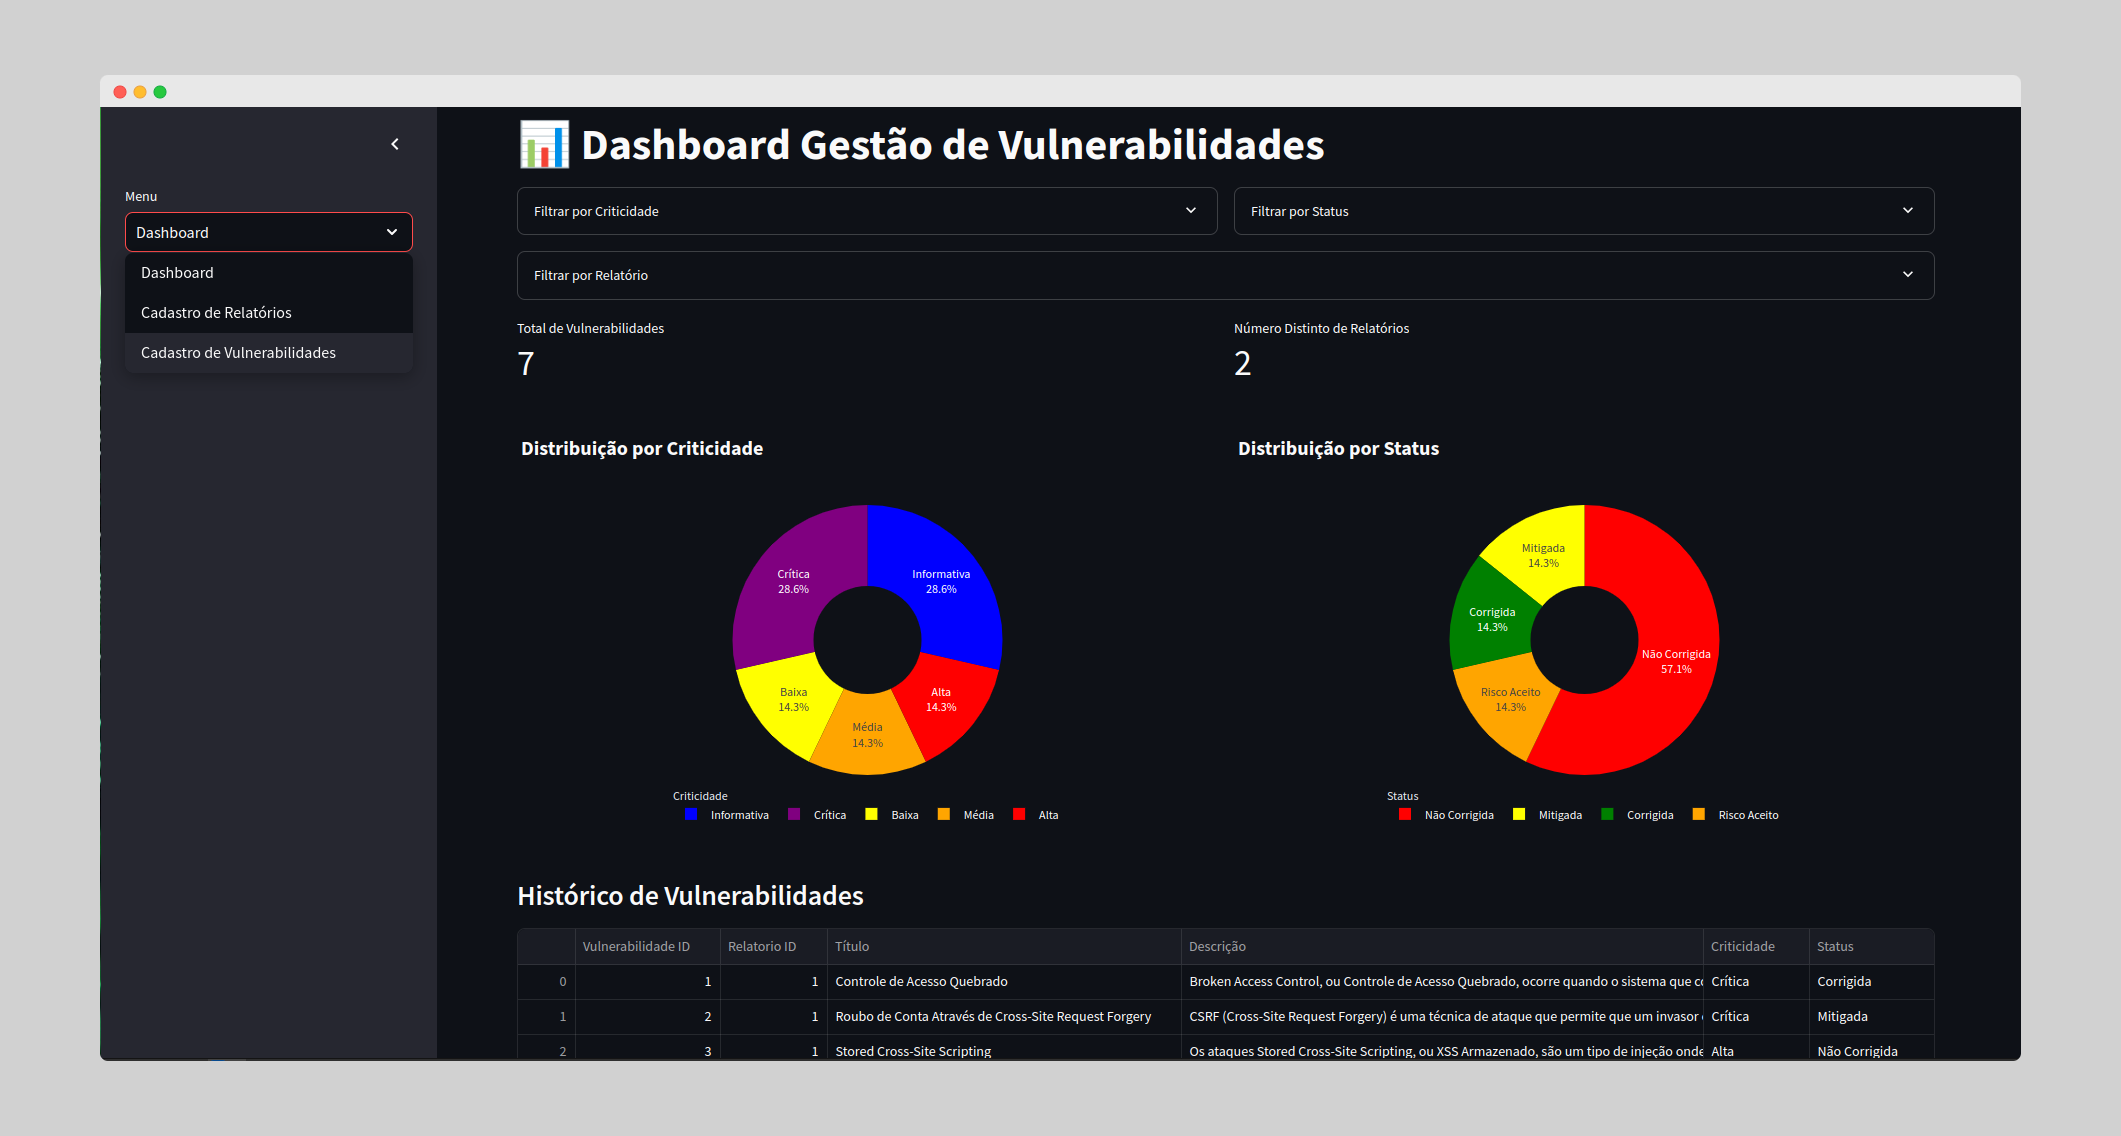 Menu
Dashboard
Dashboard
Cadastro de Relatórios
Cadastro de Vulnerabilidades
Dashboard Gestão de Vulnerabilidades
Filtrar por Criticidade
Filtrar por Status
Filtrar por Relatório
Total de Vulnerabilidades
7
Número Distinto de Relatórios
2
Distribuição por Criticidade
Crítica
28.6%
Informativa
28.6%
Baixa
14.3%
Alta
14.3%
Média
14.3%
Criticidade
Informativa Crítica Baixa Média Alta
Distribuição por Status
Mitigada
14.3%
Corrigida
14.3%
Não Corrigida
57.1%
Risco Aceito
14.3%
Status
Não Corrigida Mitigada Corrigida Risco Aceito
Histórico de Vulnerabilidades
Vulnerabilidade ID Relatorio ID Título Descrição Criticidade Status
0 1 1 Controle de Acesso Quebrado Broken Access Control, ou Controle de Acesso Quebrado, ocorre quando o sistema que Crítica Corrigida
1 2 1 Roubo de Conta Através de Cross-Site Request Forgery CSRF (Cross-Site Request Forgery) é uma técnica de ataque que permite que um invasor Crítica Mitigada
2 3 1 Stored Cross-Site Scripting Os ataques Stored Cross-Site Scripting, ou XSS Armazenado, são um tipo de injeção onde Alta Não Corrigida